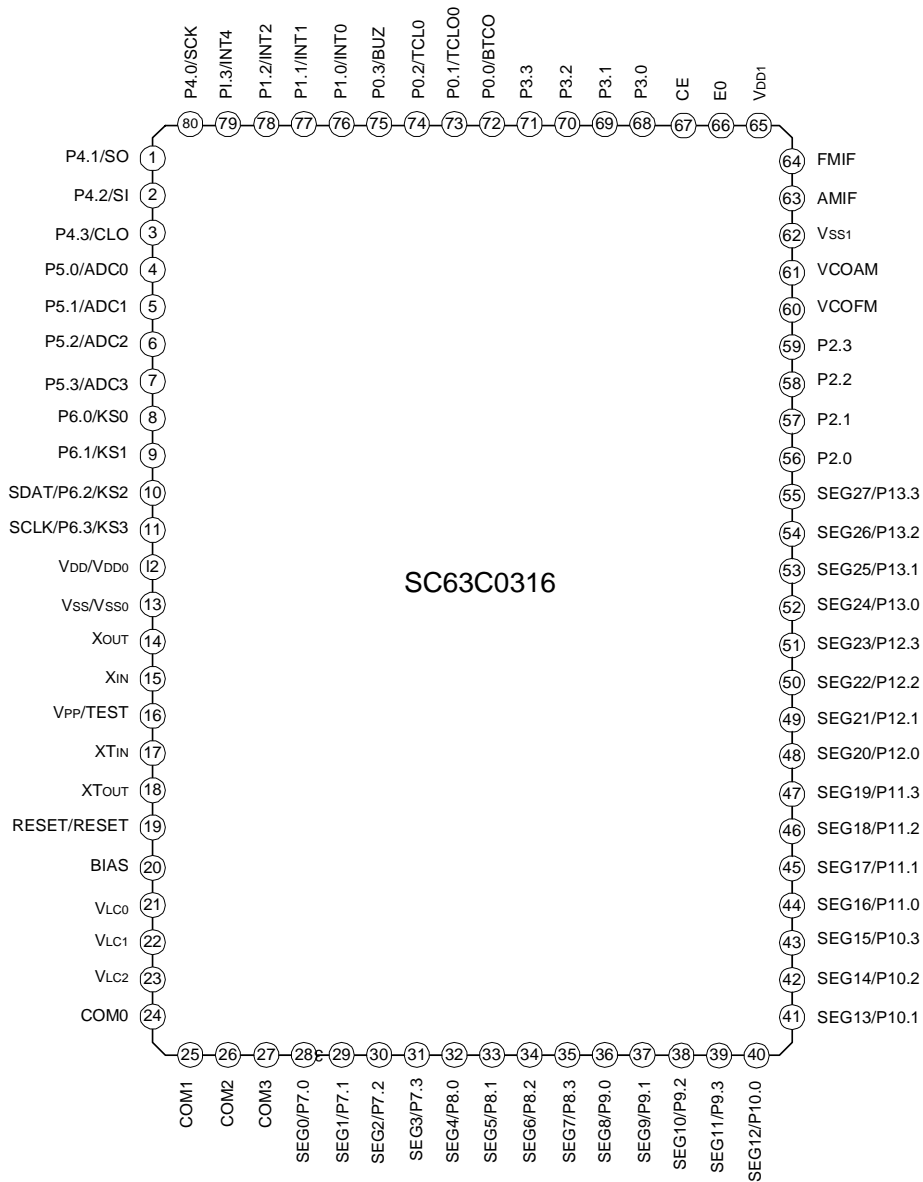 P4.0/SCK
PI.3/INT4
P1.2/INT2
P1.1/INT1
P1.0/INT0
P0.3/BUZ
P0.2/TCL0
P0.1/TCLO0
P0.0/BTCO
P3.3
P3.2
P3.1
P3.0
CE
E0
VDD1
80 79 78 77 76 75 74 73 72 71 70 69 68 67 66 65
P4.1/SO 1
P4.2/SI 2
P4.3/CLO 3
P5.0/ADC0 4
P5.1/ADC1 5
P5.2/ADC2 6
P5.3/ADC3 7
P6.0/KS0 8
P6.1/KS1 9
SDAT/P6.2/KS2 10
SCLK/P6.3/KS3 11
VDD/VDD0 I2
VSS/VSS0 13
XOUT 14
XIN 15
VPP/TEST 16
XTIN 17
XTOUT 18
RESET/RESET 19
BIAS 20
VLC0 21
VLC1 22
VLC2 23
COM0 24
SC63C0316
64 FMIF
63 AMIF
62 VSS1
61 VCOAM
60 VCOFM
59 P2.3
58 P2.2
57 P2.1
56 P2.0
55 SEG27/P13.3
54 SEG26/P13.2
53 SEG25/P13.1
52 SEG24/P13.0
51 SEG23/P12.3
50 SEG22/P12.2
49 SEG21/P12.1
48 SEG20/P12.0
47 SEG19/P11.3
46 SEG18/P11.2
45 SEG17/P11.1
44 SEG16/P11.0
43 SEG15/P10.3
42 SEG14/P10.2
41 SEG13/P10.1
25 26 27 28 c 29 30 31 32 33 34 35 36 37 38 39 40
COM1
COM2
COM3
SEG0/P7.0
SEG1/P7.1
SEG2/P7.2
SEG3/P7.3
SEG4/P8.0
SEG5/P8.1
SEG6/P8.2
SEG7/P8.3
SEG8/P9.0
SEG9/P9.1
SEG10/P9.2
SEG11/P9.3
SEG12/P10.0